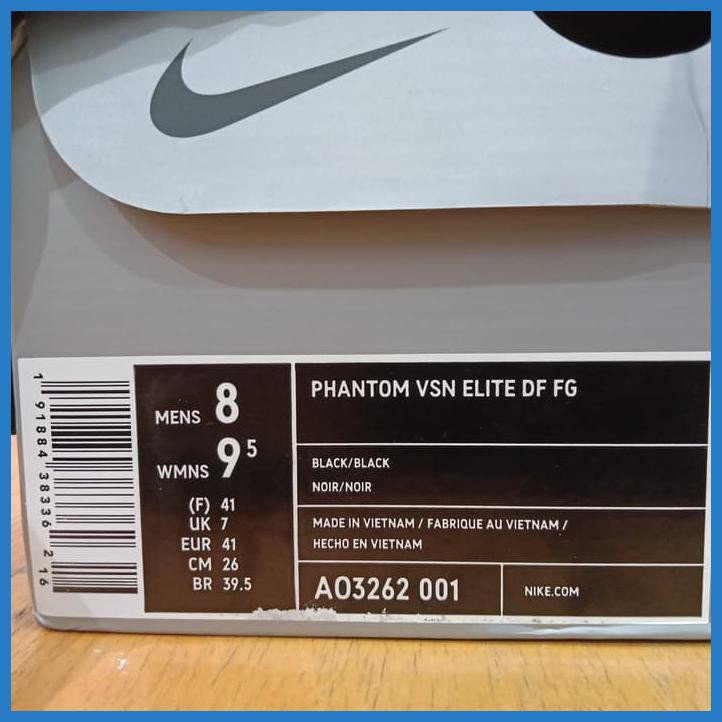 1 91884 38336 2 16
MENS 8
WMNS 9 5
(F) 41
UK 7
EUR 41
CM 26
BR 39.5
PHANTOM VSN ELITE DF FG
BLACK/BLACK
NOIR/NOIR
MADE IN VIETNAM / FABRIQUE AU VIETNAM /
HECHO EN VIETNAM
AO3262 001
NIKE.COM